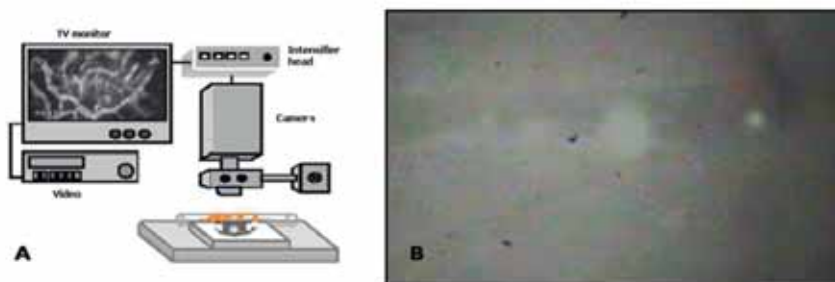 TV monitor
Intensifier
head
Camera
Video
A
B